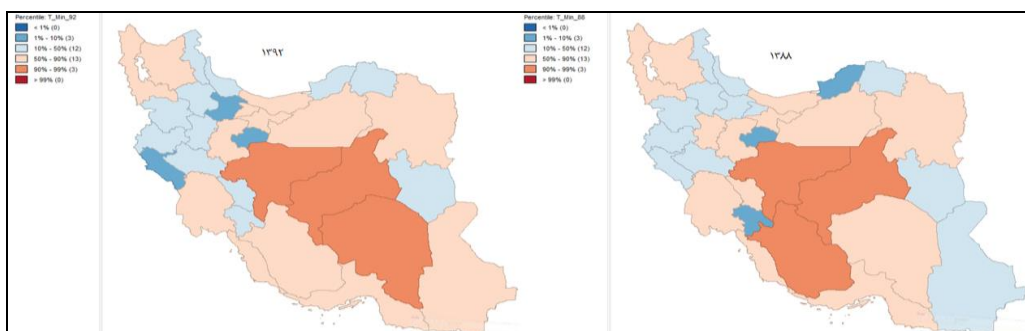 Percentile: T_Min_92
< 1% (0)
1% - 10% (3)
10% - 50% (12)
50% - 90% (13)
90% - 99% (3)
> 99% (0)
۱۳۹۲
Percentile: T_Min_88
< 1% (0)
1% - 10% (3)
10% - 50% (12)
50% - 90% (13)
90% - 99% (3)
> 99% (0)
۱۳۸۸